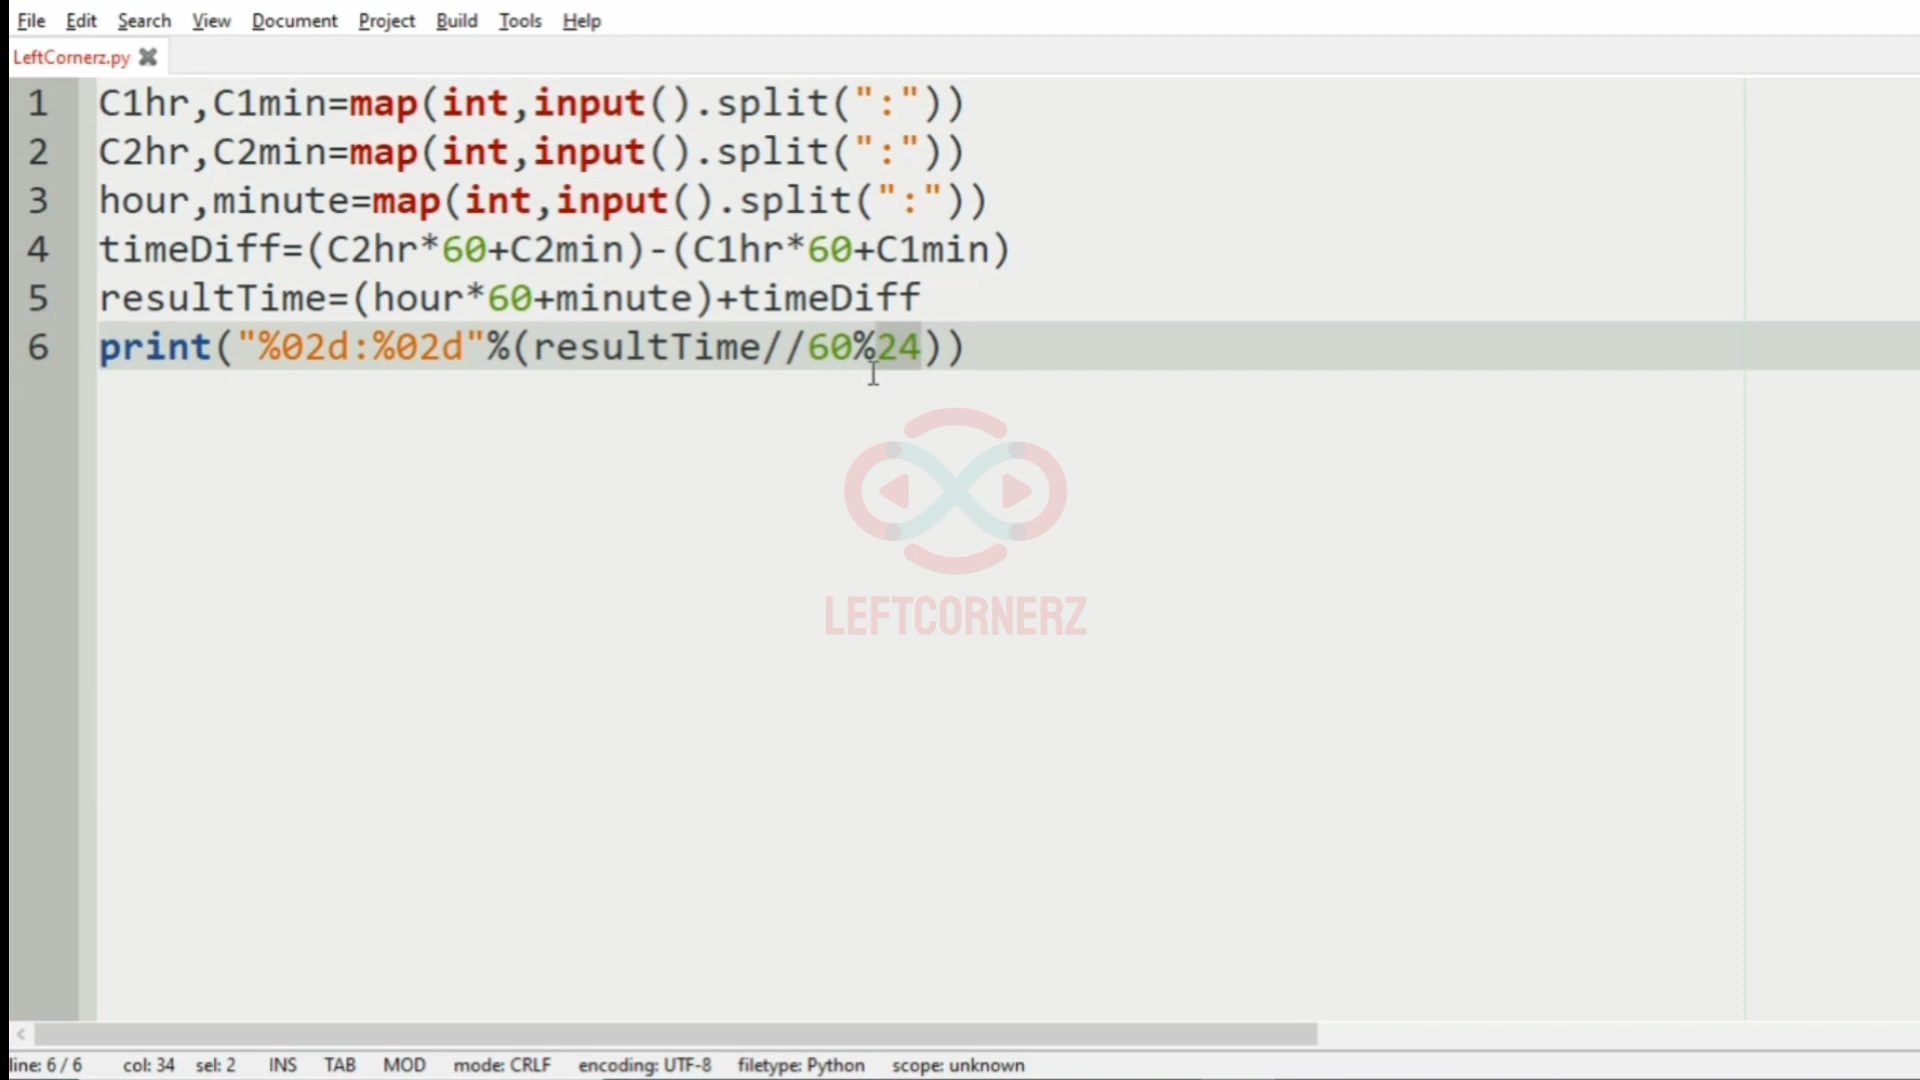 File Edit Search View Document Project Build Tools Help
LeftCornerz.py
1 C1hr,C1min=map(int,input().split(":"))
2 C2hr,C2min=map(int,input().split(":"))
3 hour,minute=map(int,input().split(":"))
4 timeDiff=(C2hr*60+C2min)-(C1hr*60+C1min)
5 resultTime=(hour*60+minute)+timeDiff
6 print("%02d:%02d"%(resultTime//60%24))
LEFTCORNERZ
line: 6 / 6 col: 34 sel: 2 INS TAB MOD mode: CRLF encoding: UTF-8 filetype: Python scope: unknown